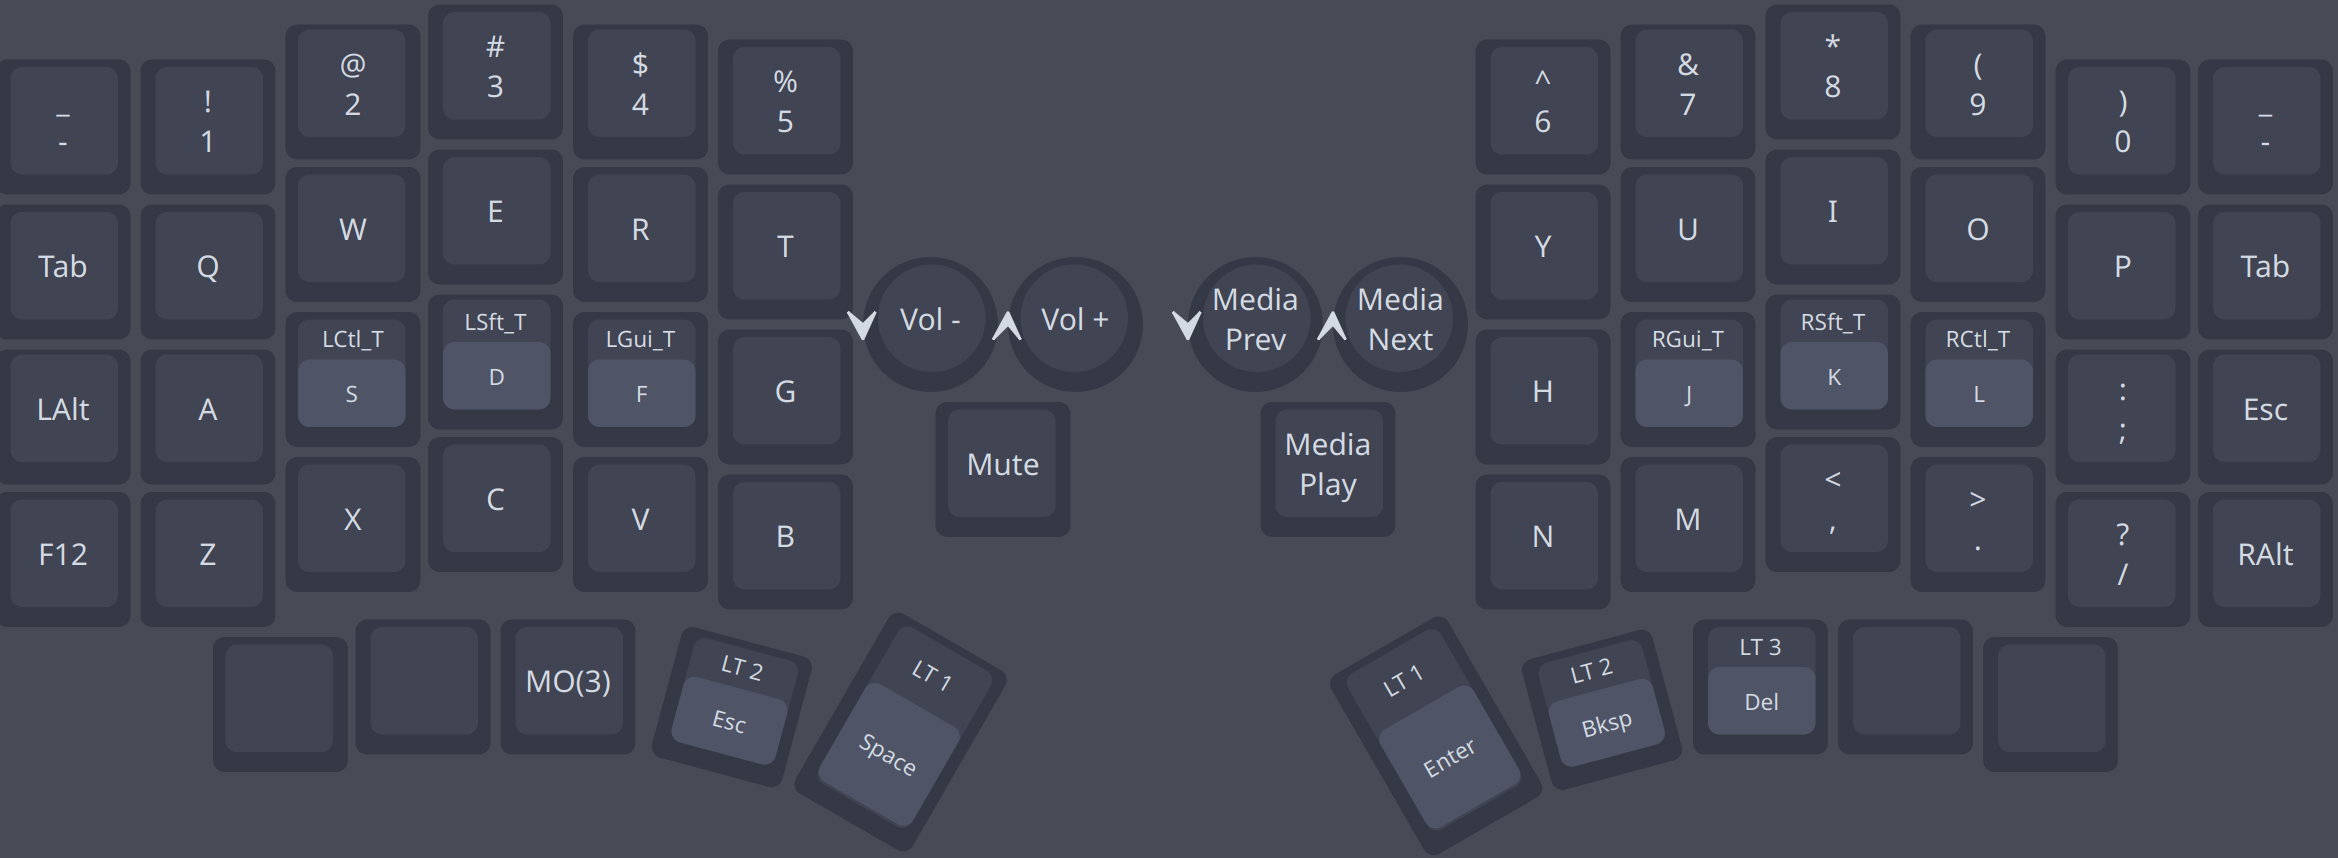 _
-
!
1
@
2
#
3
$
4
%
5
^
6
&
7
*
8
(
9
)
0
_
-
Tab
Q
W
E
R
T
Y
U
I
O
P
Tab
LAlt
A
LCtl_T
S
LSft_T
D
LGui_T
F
G
Vol -
Vol +
Media
Prev
Media
Next
H
RGui_T
J
RSft_T
K
RCtl_T
L
:
;
Esc
F12
Z
X
C
V
B
Mute
Media
Play
N
M
<
,
>
.
?
/
RAlt
MO(3)
LT 2
Esc
LT 1
Space
LT 1
Enter
LT 2
Bksp
LT 3
Del